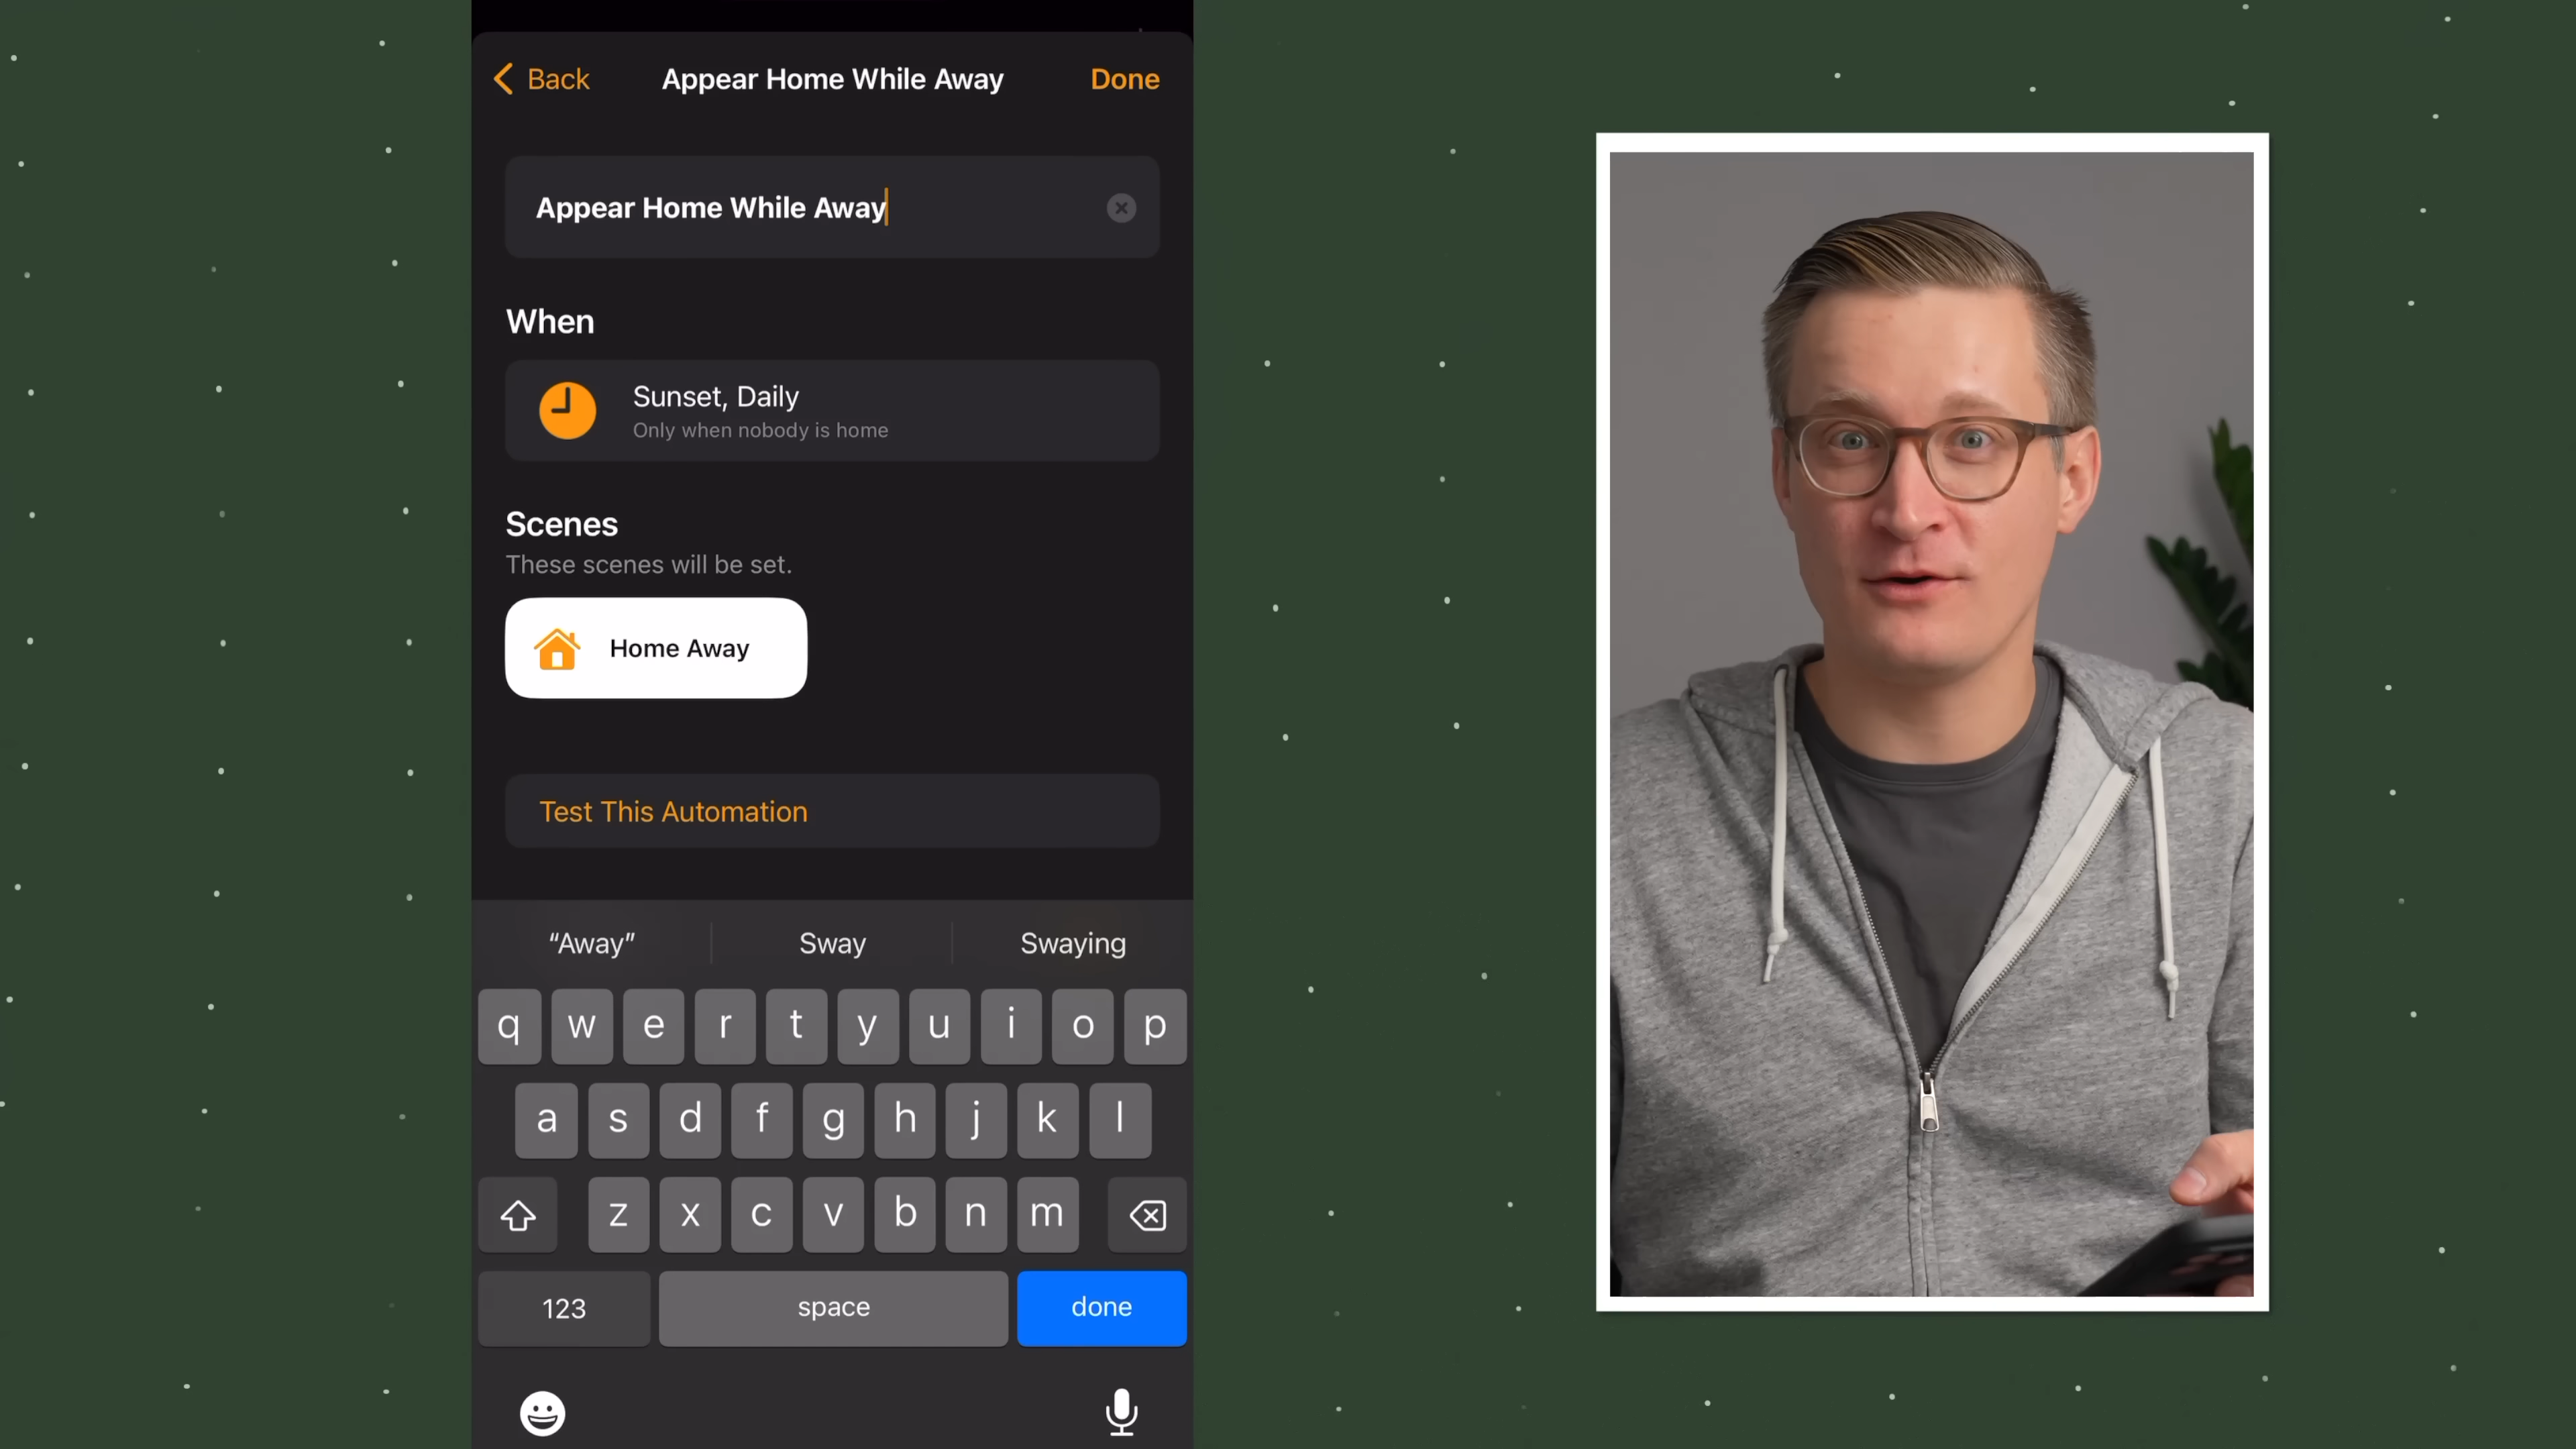 Back
Appear Home While Away
Done
Appear Home While Away
When
Sunset, Daily
Only when nobody is home
Scenes
These scenes will be set.
Home Away
Test This Automation
“Away”
Sway
Swaying
q w e r t y u i o p
a s d f g h j k l
z x c v b n m
123
space
done